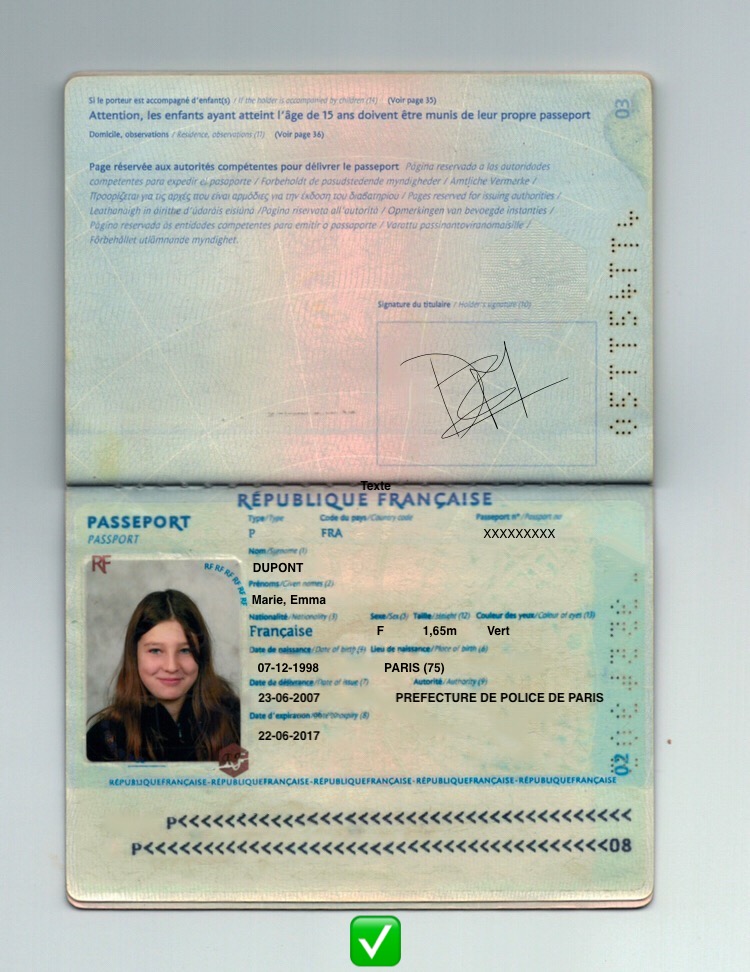 Si le porteur est accompagné d'enfant(s) / If the holder is accompanied by children (14) (Voir page 35)
Attention, les enfants ayant atteint l'âge de 15 ans doivent être munis de leur propre passeport
Domicile, observations / Residence, observations (11) (Voir page 36)
03
Page réservée aux autorités compétentes pour délivrer le passeport Página reservada a las autoridades
competentes para expedir el pasaporte / Forbeholdt de pasudstedende myndigheder / Amtliche Vermerke /
Προορίζεται για τις αρχές που είναι αρμόδιες για την έκδοση του διαβατηρίου / Pages reserved for issuing authorities /
Leathanaigh in áirithe d'údaráis eisiúna / Pagina riservata all'autorità / Opmerkingen van bevoegde instanties /
Página reservada às entidades competentes para emitir o passaporte / Varattu passinantoviranomaisille /
Förbehållet utlämnande myndighet.
Signature du titulaire / Holder's signature (10)
Texte
RÉPUBLIQUE FRANÇAISE
PASSEPORT
PASSPORT
Type/Type Code du pays/Country code Passeport n°/Passport no
P FRA XXXXXXXXX
Nom/Surname (1)
DUPONT
Prénoms/Given names (2)
Marie, Emma
Nationalité/Nationality (3) Sexe/Sex Taille/Height (12) Couleur des yeux/Colour of eyes (13)
Française F 1,65m Vert
Date de naissance/Date of birth Lieu de naissance/Place of birth (6)
07-12-1998 PARIS (75)
Date de délivrance/Date of issue (7) Autorité/Authority (9)
23-06-2007 PREFECTURE DE POLICE DE PARIS
Date d'expiration (8)
22-06-2017
RF
RF RF RF RF RF RF
02
RÉPUBLIQUEFRANÇAISE-RÉPUBLIQUEFRANÇAISE-RÉPUBLIQUEFRANÇAISE-RÉPUBLIQUEFRANÇAISE-RÉPUBLIQUEFRANÇAISE
P<<<<<<<<<<<<<<<<<<<<<<<<<<<<<<<<<<<<<
P<<<<<<<<<<<<<<<<<<<<<<<<<<<<<<<<<<<<<<08